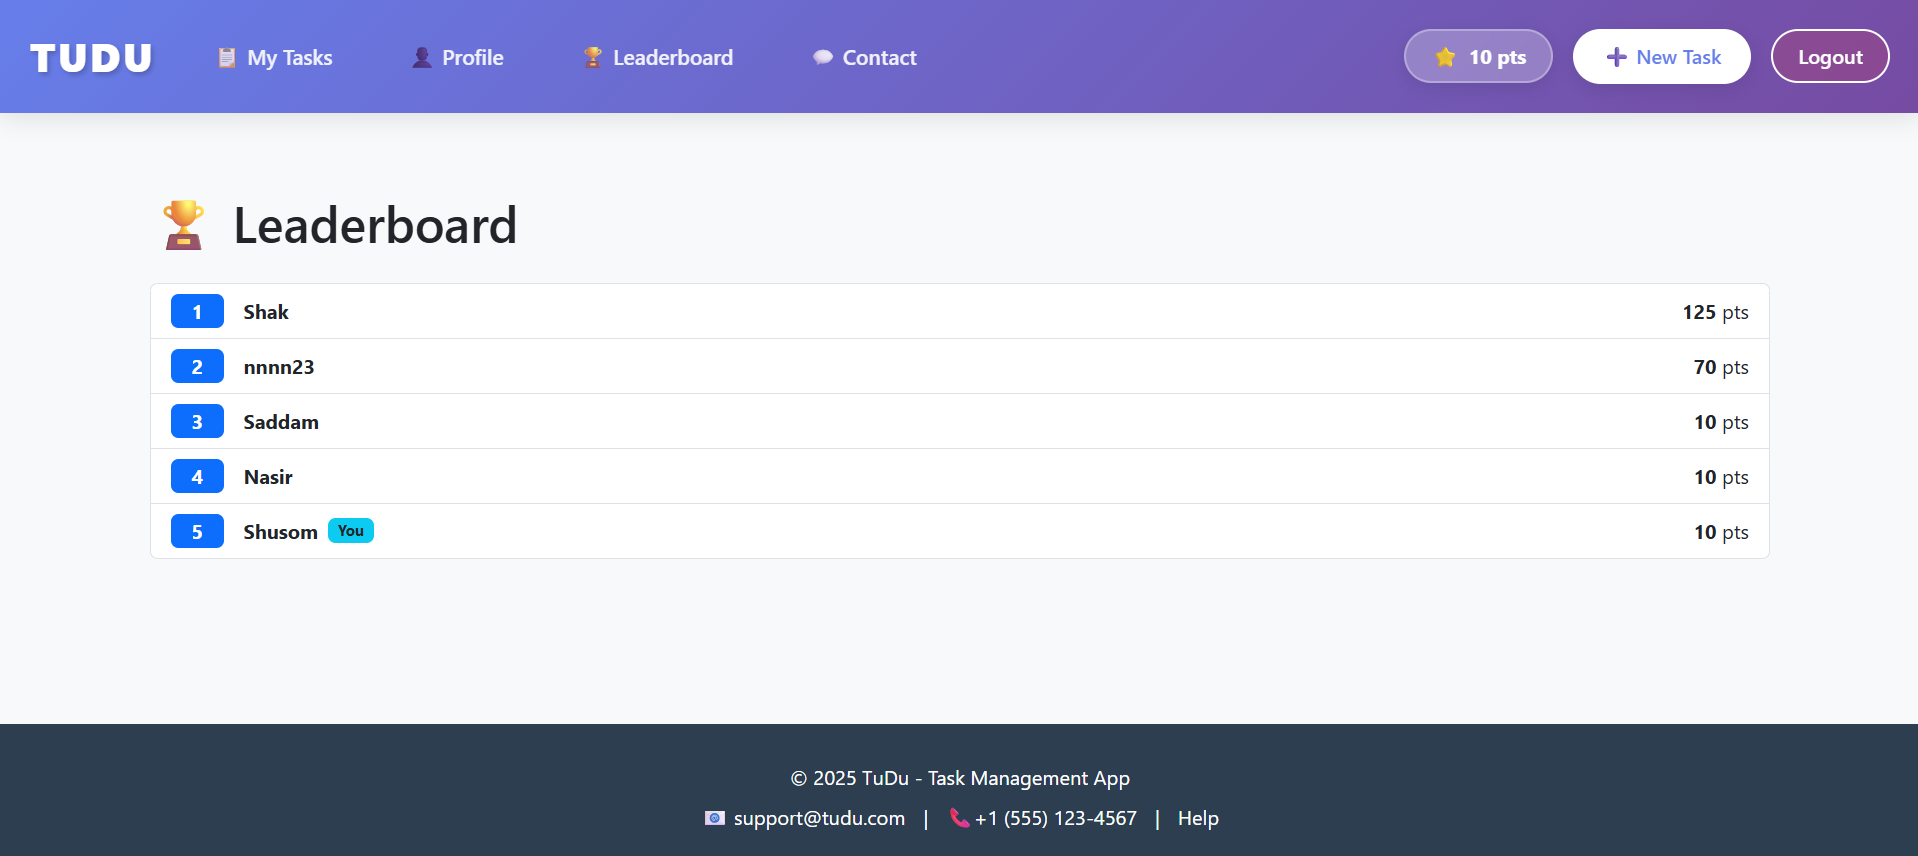 TUDU My Tasks Profile Leaderboard Contact 10 pts New Task Logout
Leaderboard
1 Shak 125 pts
2 nnnn23 70 pts
3 Saddam 10 pts
4 Nasir 10 pts
5 Shusom You 10 pts
© 2025 TuDu - Task Management App
support@tudu.com | +1 (555) 123-4567 | Help